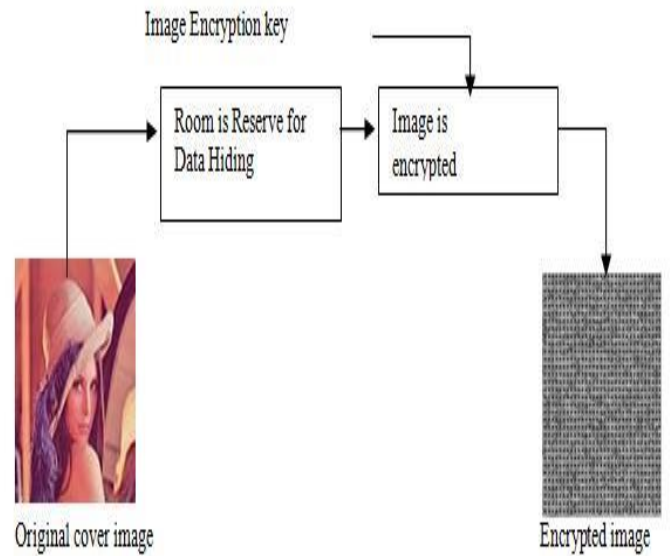 Image Encryption key
Room is Reserve for
Data Hiding
Image is
encrypted
Original cover image
Encrypted image